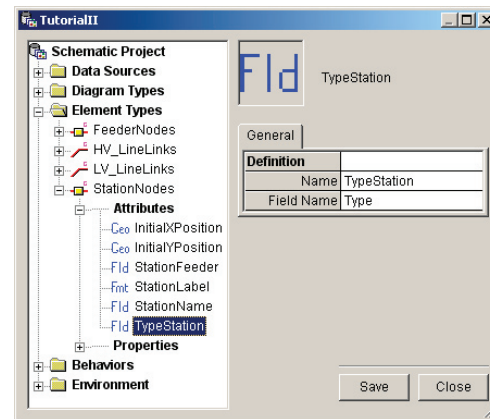 TutorialII
Schematic Project
Data Sources
Diagram Types
Element Types
FeederNodes
HV_LineLinks
LV_LineLinks
StationNodes
Attributes
Geo InitialXPosition
Geo InitialYPosition
Fld StationFeeder
Fmt StationLabel
Fld StationName
Fld TypeStation
Properties
Behaviors
Environment
Fld TypeStation
General
Definition
Name TypeStation
Field Name Type
Save Close